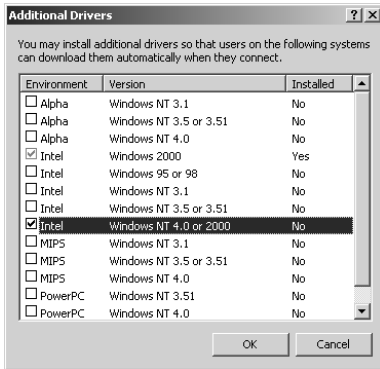 Additional Drivers
You may install additional drivers so that users on the following systems
can download them automatically when they connect.
Environment Version Installed
Alpha Windows NT 3.1 No
Alpha Windows NT 3.5 or 3.51 No
Alpha Windows NT 4.0 No
Intel Windows 2000 Yes
Intel Windows 95 or 98 No
Intel Windows NT 3.1 No
Intel Windows NT 3.5 or 3.51 No
Intel Windows NT 4.0 or 2000 No
MIPS Windows NT 3.1 No
MIPS Windows NT 3.5 or 3.51 No
MIPS Windows NT 4.0 No
PowerPC Windows NT 3.51 No
PowerPC Windows NT 4.0 No
OK Cancel